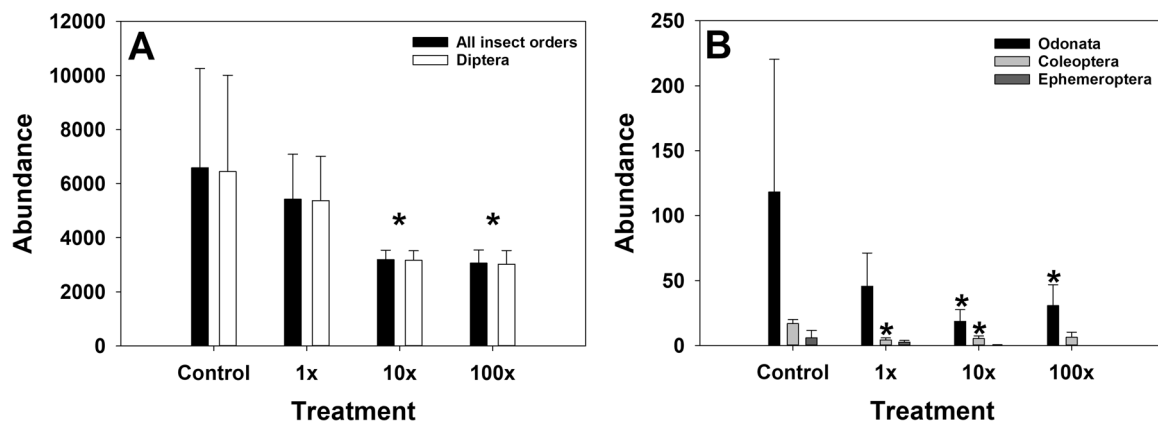 A
All insect orders
Diptera
12000
10000
8000
6000
4000
2000
0
Abundance
*
*
Control 1x 10x 100x
Treatment
B
Odonata
Coleoptera
Ephemeroptera
250
200
150
100
50
0
Abundance
*
*
*
*
Control 1x 10x 100x
Treatment